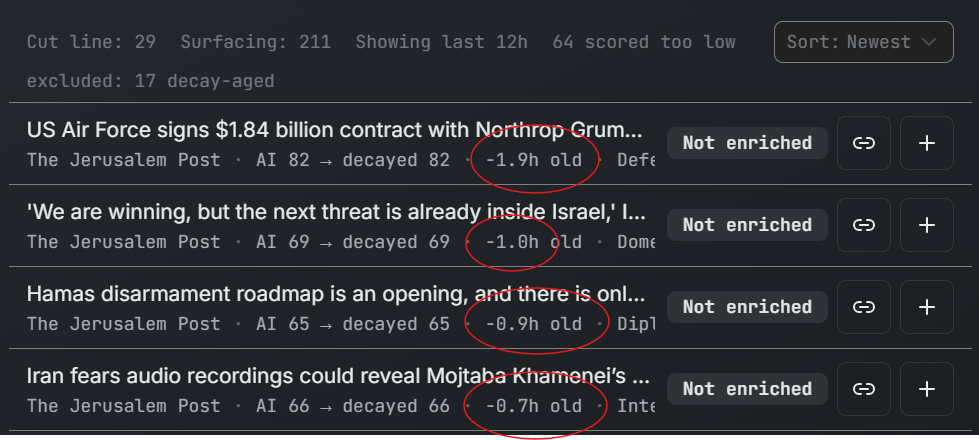 Cut line: 29 Surfacing: 211 Showing last 12h 64 scored too low
Sort: Newest
excluded: 17 decay-aged
US Air Force signs $1.84 billion contract with Northrop Grum...
The Jerusalem Post · AI 82 → decayed 82 · -1.9h old · Defe
Not enriched
'We are winning, but the next threat is already inside Israel,' I...
The Jerusalem Post · AI 69 → decayed 69 · -1.0h old · Dome
Not enriched
Hamas disarmament roadmap is an opening, and there is onl...
The Jerusalem Post · AI 65 → decayed 65 · -0.9h old · Dipl
Not enriched
Iran fears audio recordings could reveal Mojtaba Khamenei’s ...
The Jerusalem Post · AI 66 → decayed 66 · -0.7h old · Inte
Not enriched